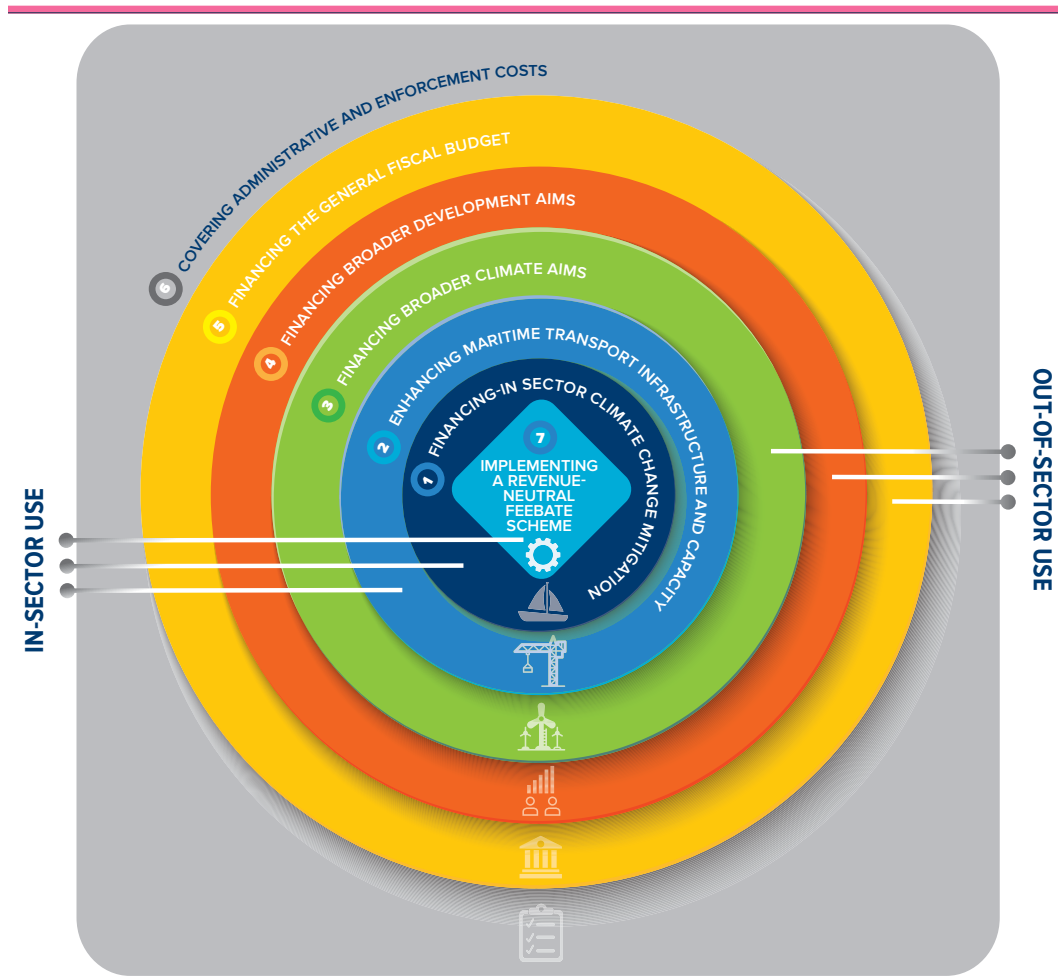 6 COVERING ADMINISTRATIVE AND ENFORCEMENT COSTS
5 FINANCING THE GENERAL FISCAL BUDGET
4 FINANCING BROADER DEVELOPMENT AIMS
3 FINANCING BROADER CLIMATE AIMS
2 ENHANCING MARITIME TRANSPORT INFRASTRUCTURE AND CAPACITY
1 FINANCING-IN SECTOR CLIMATE CHANGE MITIGATION
7
IMPLEMENTING
A REVENUE-
NEUTRAL
FEEBATE
SCHEME
IN-SECTOR USE
OUT-OF-SECTOR USE